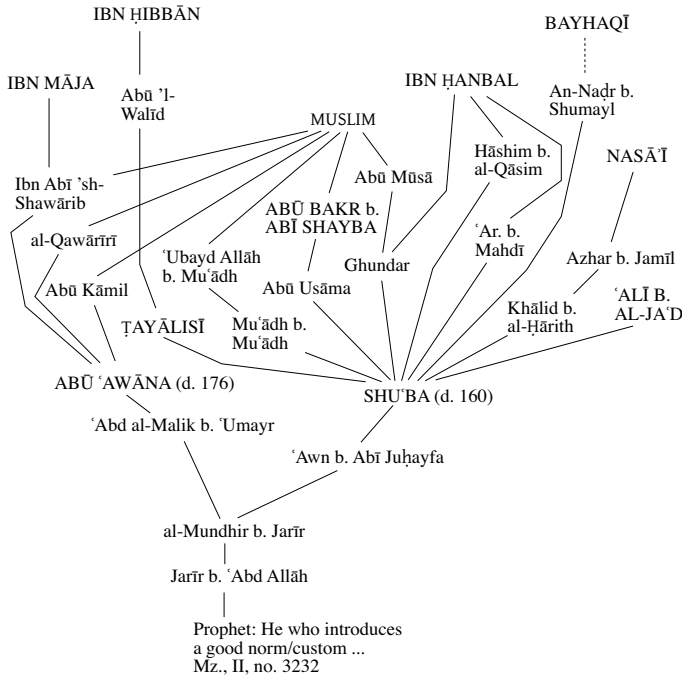 IBN ḤIBBĀN
BAYHAQĪ
IBN MĀJA
Abū ’l-
Walīd
IBN ḤANBAL
An-Naḍr b.
Shumayl
MUSLIM
Hāshim b.
al-Qāsim
NASĀʾĪ
Ibn Abī ’sh-
Shawārib
Abū Mūsā
ABŪ BAKR b.
ABĪ SHAYBA
al-Qawārīrī
ʿUbayd Allāh
b. Muʿādh
Ghundar
ʿAr. b.
Mahdī
Azhar b. Jamīl
Abū Kāmil
Abū Usāma
ʿALĪ B.
AL-JAʿD
ṬAYĀLISĪ
Muʿādh b.
Muʿādh
Khālid b.
al-Ḥārith
ABŪ ʿAWĀNA (d. 176)
SHUʿBA (d. 160)
ʿAbd al-Malik b. ʿUmayr
ʿAwn b. Abī Juḥayfa
al-Mundhir b. Jarīr
Jarīr b. ʿAbd Allāh
Prophet: He who introduces
a good norm/custom ...
Mz., II, no. 3232